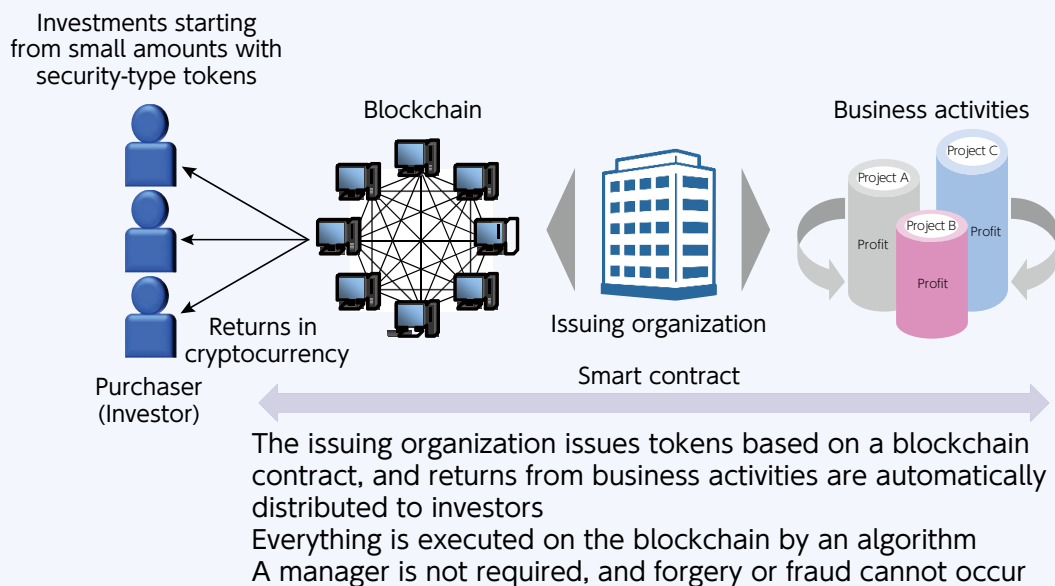 Investments starting
from small amounts with
security-type tokens
Blockchain
Business activities
Project C
Project A
Project B
Profit
Profit
Profit
Issuing organization
Returns in
cryptocurrency
Purchaser
(Investor)
Smart contract
The issuing organization issues tokens based on a blockchain
contract, and returns from business activities are automatically
distributed to investors
Everything is executed on the blockchain by an algorithm
A manager is not required, and forgery or fraud cannot occur